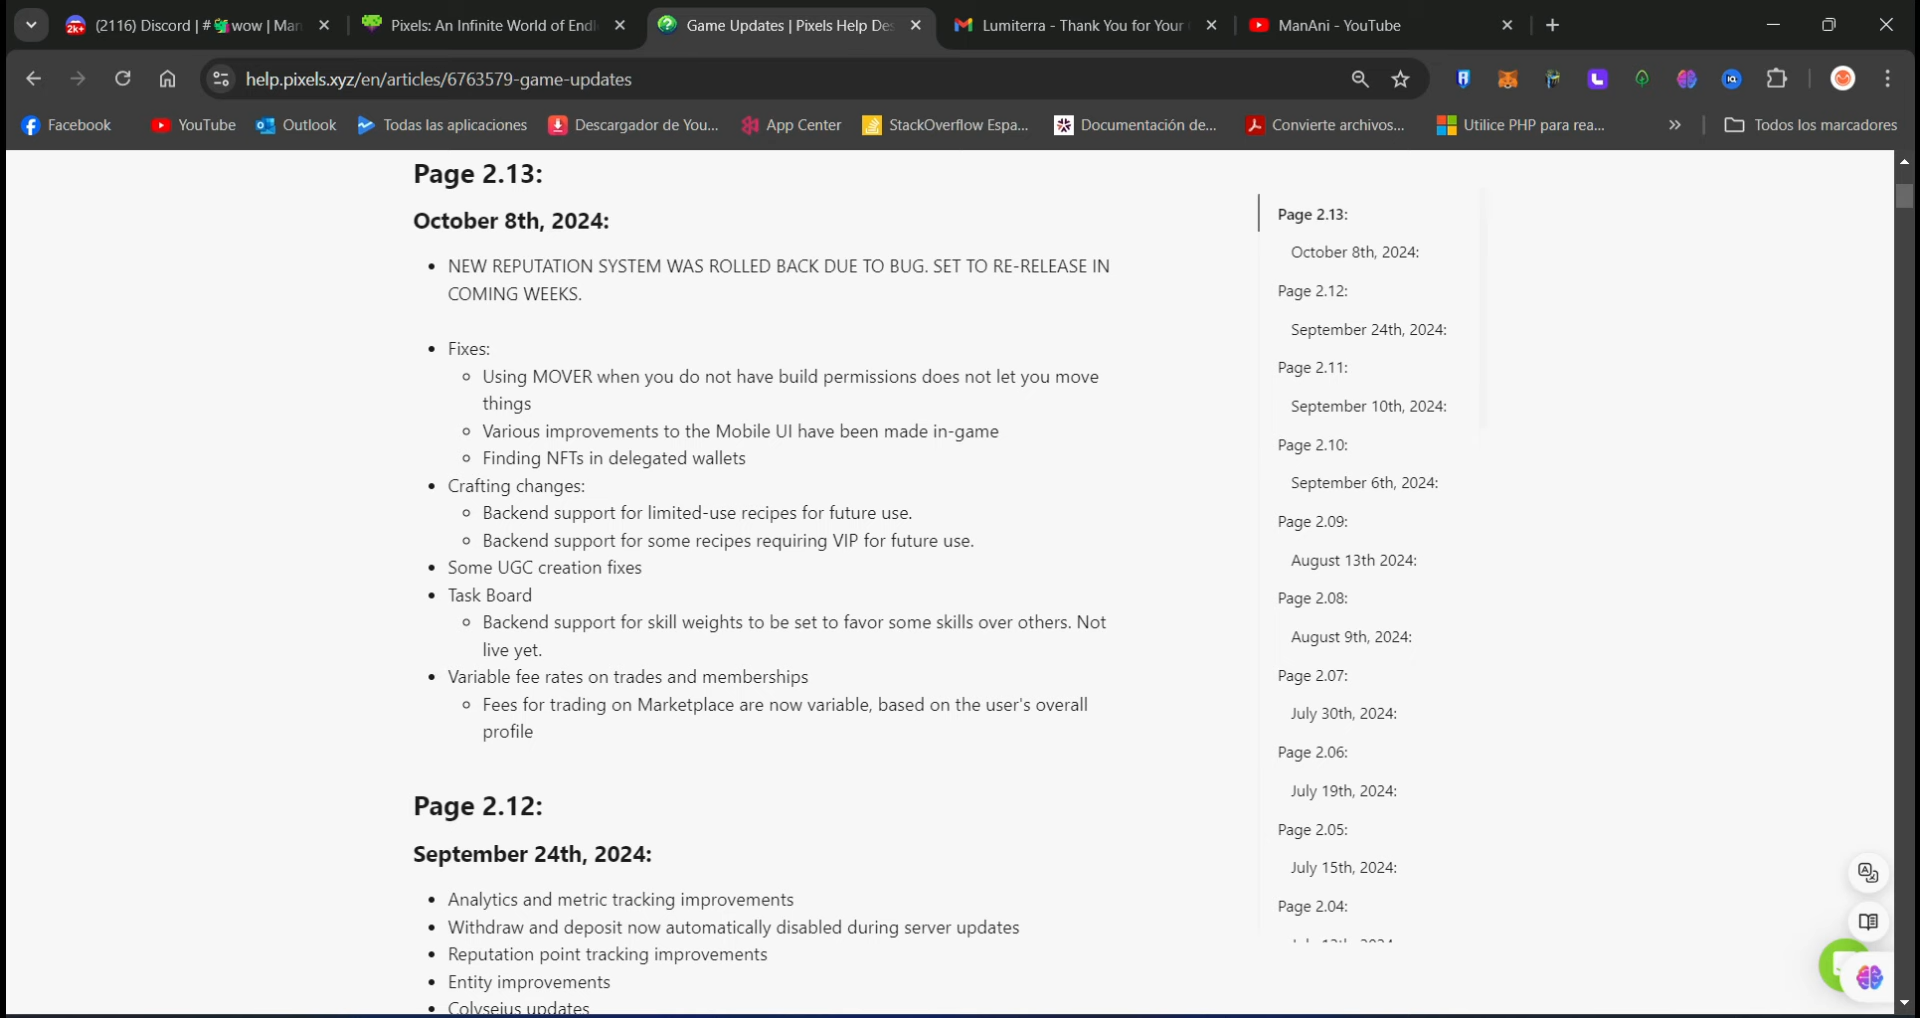 (2116) Discord | # wow | Man
Pixels: An Infinite World of Endl
Game Updates | Pixels Help Des
Lumiterra - Thank You for Your
ManAni - YouTube
help.pixels.xyz/en/articles/6763579-game-updates
Facebook
YouTube
Outlook
Todas las aplicaciones
Descargador de You...
App Center
StackOverflow Espa...
Documentación de...
Convierte archivos...
Utilice PHP para rea...
Todos los marcadores
Page 2.13:
October 8th, 2024:
• NEW REPUTATION SYSTEM WAS ROLLED BACK DUE TO BUG. SET TO RE-RELEASE IN
COMING WEEKS.
• Fixes:
Using MOVER when you do not have build permissions does not let you move
things
Various improvements to the Mobile UI have been made in-game
Finding NFTs in delegated wallets
• Crafting changes:
Backend support for limited-use recipes for future use.
Backend support for some recipes requiring VIP for future use.
• Some UGC creation fixes
• Task Board
Backend support for skill weights to be set to favor some skills over others. Not
live yet.
• Variable fee rates on trades and memberships
Fees for trading on Marketplace are now variable, based on the user's overall
profile
Page 2.12:
September 24th, 2024:
• Analytics and metric tracking improvements
• Withdraw and deposit now automatically disabled during server updates
• Reputation point tracking improvements
• Entity improvements
• Colyseius updates
Page 2.13:
October 8th, 2024:
Page 2.12:
September 24th, 2024:
Page 2.11:
September 10th, 2024:
Page 2.10:
September 6th, 2024:
Page 2.09:
August 13th 2024:
Page 2.08:
August 9th, 2024:
Page 2.07:
July 30th, 2024:
Page 2.06:
July 19th, 2024:
Page 2.05:
July 15th, 2024:
Page 2.04: